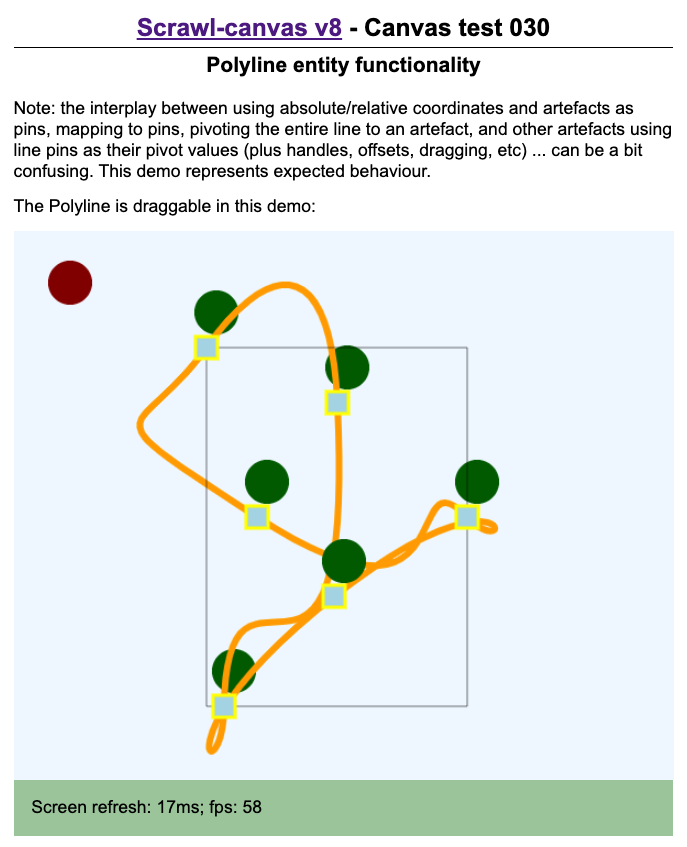 Scrawl-canvas v8 - Canvas test 030
Polyline entity functionality
Note: the interplay between using absolute/relative coordinates and artefacts as
pins, mapping to pins, pivoting the entire line to an artefact, and other artefacts using
line pins as their pivot values (plus handles, offsets, dragging, etc) ... can be a bit
confusing. This demo represents expected behaviour.
The Polyline is draggable in this demo:
Screen refresh: 17ms; fps: 58